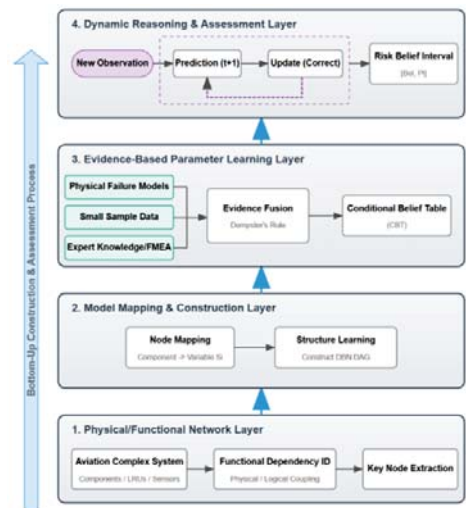 4. Dynamic Reasoning & Assessment Layer
New Observation
Prediction (t+1)
Update (Correct)
Risk Belief Interval
[Bel, Pl]
3. Evidence-Based Parameter Learning Layer
Physical Failure Models
Small Sample Data
Expert Knowledge/FMEA
Evidence Fusion
Dempster's Rule
Conditional Belief Table
(CBT)
2. Model Mapping & Construction Layer
Node Mapping
Component -> Variable Si
Structure Learning
Construct DBN DAG
1. Physical/Functional Network Layer
Aviation Complex System
Components / LRUs / Sensors
Functional Dependency ID
Physical / Logical Coupling
Key Node Extraction
Bottom-Up Construction & Assessment Process